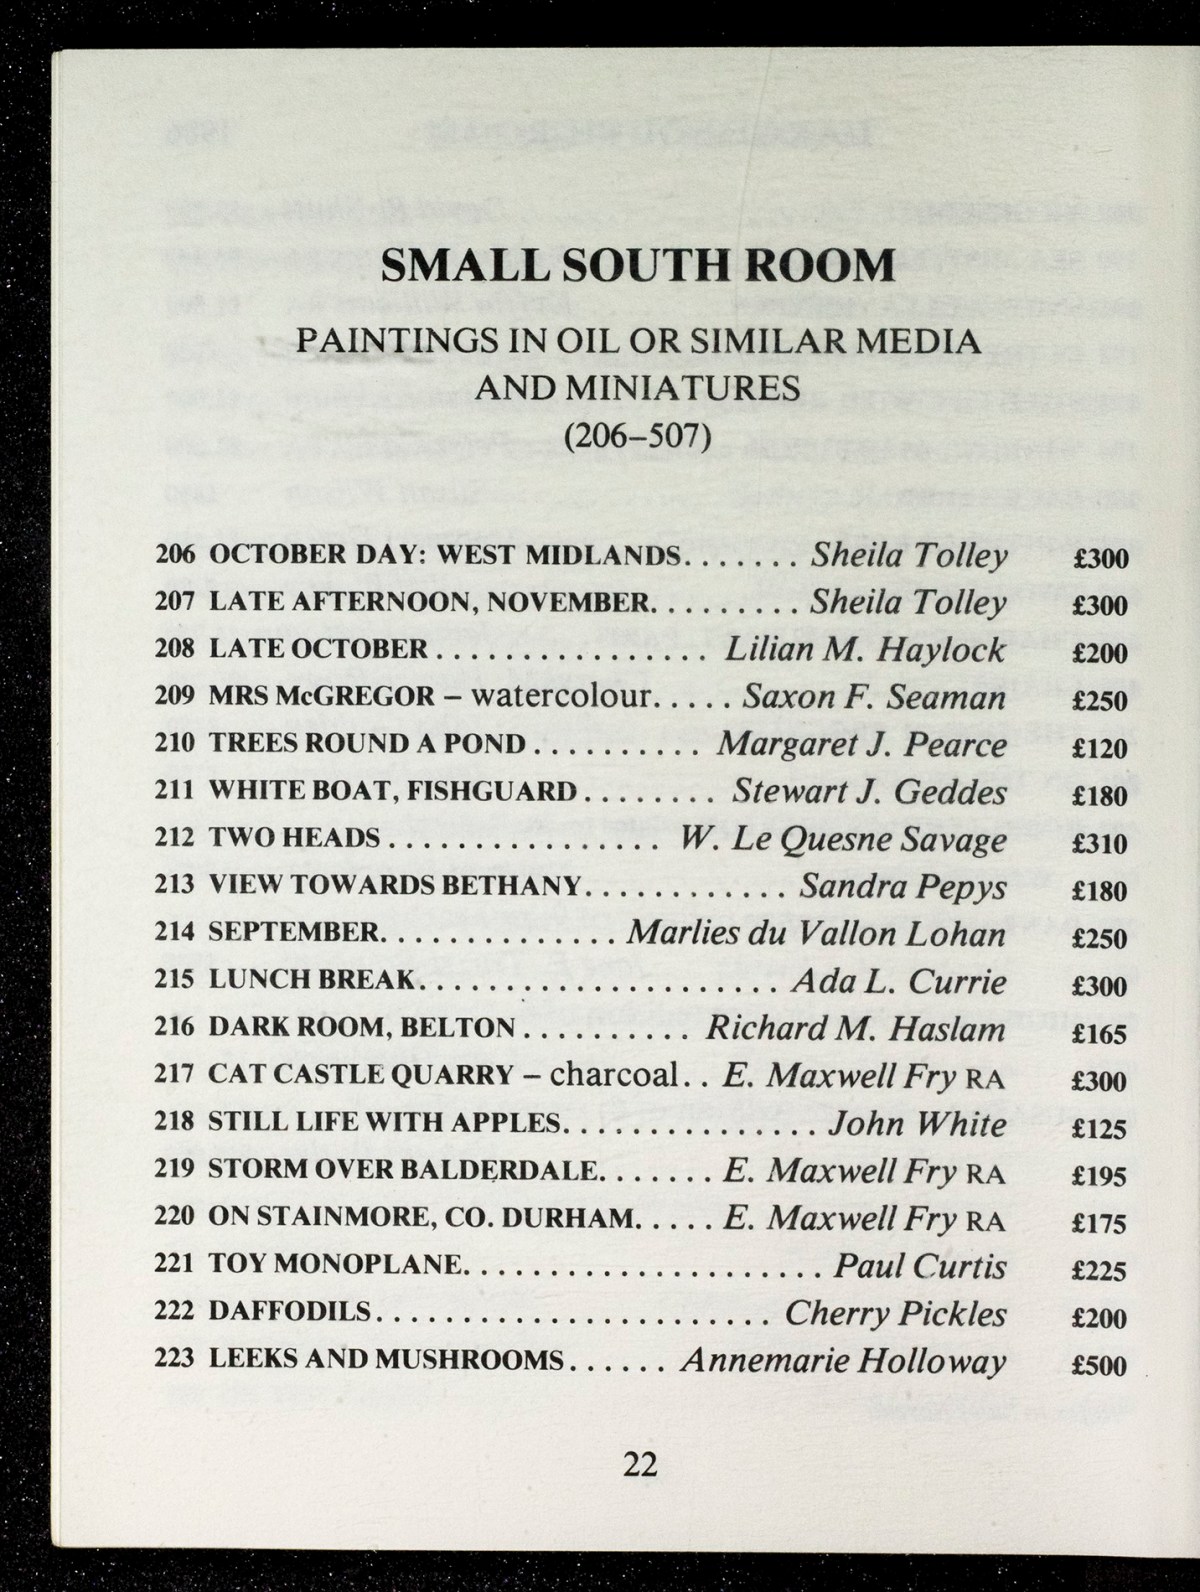 SMALL SOUTH ROOM
PAINTINGS IN OIL OR SIMILAR MEDIA
AND MINIATURES
(206–507)
206 OCTOBER DAY: WEST MIDLANDS....... Sheila Tolley £300
207 LATE AFTERNOON, NOVEMBER......... Sheila Tolley £300
208 LATE OCTOBER................ Lilian M. Haylock £200
209 MRS McGREGOR – watercolour..... Saxon F. Seaman £250
210 TREES ROUND A POND.......... Margaret J. Pearce £120
211 WHITE BOAT, FISHGUARD........ Stewart J. Geddes £180
212 TWO HEADS................ W. Le Quesne Savage £310
213 VIEW TOWARDS BETHANY............ Sandra Pepys £180
214 SEPTEMBER.............. Marlies du Vallon Lohan £250
215 LUNCH BREAK..................... Ada L. Currie £300
216 DARK ROOM, BELTON.......... Richard M. Haslam £165
217 CAT CASTLE QUARRY – charcoal.. E. Maxwell Fry RA £300
218 STILL LIFE WITH APPLES............... John White £125
219 STORM OVER BALDERDALE....... E. Maxwell Fry RA £195
220 ON STAINMORE, CO. DURHAM..... E. Maxwell Fry RA £175
221 TOY MONOPLANE..................... Paul Curtis £225
222 DAFFODILS....................... Cherry Pickles £200
223 LEEKS AND MUSHROOMS...... Annemarie Holloway £500
22